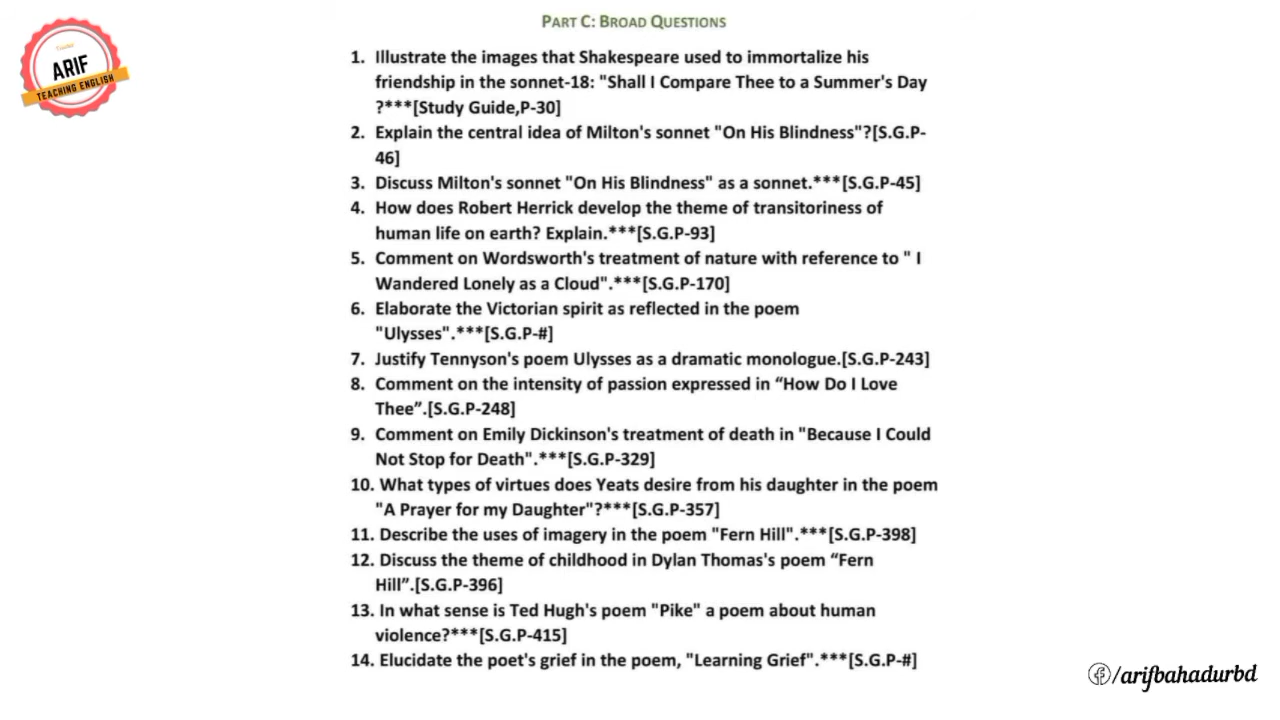 Teacher
ARIF
TEACHING ENGLISH
PART C: BROAD QUESTIONS
1. Illustrate the images that Shakespeare used to immortalize his
friendship in the sonnet-18: "Shall I Compare Thee to a Summer's Day
?***[Study Guide,P-30]
2. Explain the central idea of Milton's sonnet "On His Blindness"?[S.G.P-
46]
3. Discuss Milton's sonnet "On His Blindness" as a sonnet.***[S.G.P-45]
4. How does Robert Herrick develop the theme of transitoriness of
human life on earth? Explain.***[S.G.P-93]
5. Comment on Wordsworth's treatment of nature with reference to " I
Wandered Lonely as a Cloud".***[S.G.P-170]
6. Elaborate the Victorian spirit as reflected in the poem
"Ulysses".***[S.G.P-#]
7. Justify Tennyson's poem Ulysses as a dramatic monologue.[S.G.P-243]
8. Comment on the intensity of passion expressed in “How Do I Love
Thee”.[S.G.P-248]
9. Comment on Emily Dickinson's treatment of death in "Because I Could
Not Stop for Death".***[S.G.P-329]
10. What types of virtues does Yeats desire from his daughter in the poem
"A Prayer for my Daughter"?***[S.G.P-357]
11. Describe the uses of imagery in the poem "Fern Hill".***[S.G.P-398]
12. Discuss the theme of childhood in Dylan Thomas's poem “Fern
Hill”.[S.G.P-396]
13. In what sense is Ted Hugh's poem "Pike" a poem about human
violence?***[S.G.P-415]
14. Elucidate the poet's grief in the poem, "Learning Grief".***[S.G.P-#]
/arifbahadurbd